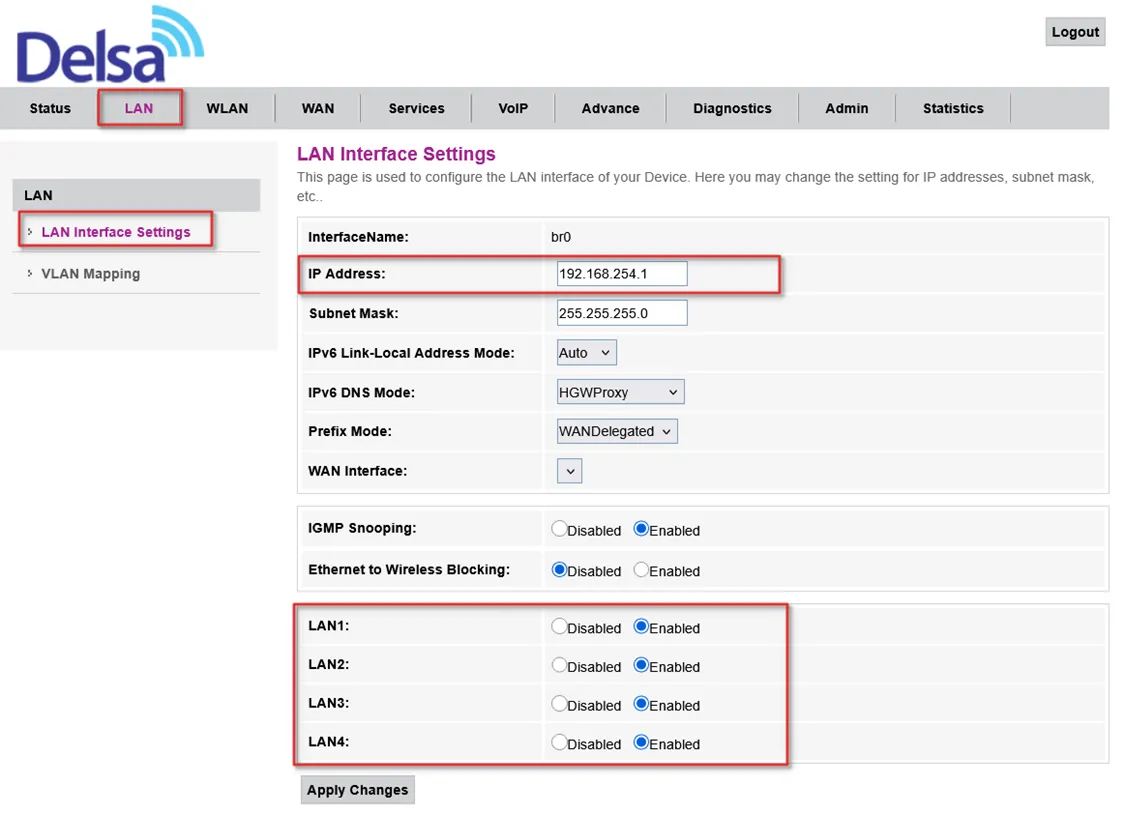 Delsa
Logout
Status LAN WLAN WAN Services VoIP Advance Diagnostics Admin Statistics
LAN
LAN Interface Settings
VLAN Mapping
LAN Interface Settings
This page is used to configure the LAN interface of your Device. Here you may change the setting for IP addresses, subnet mask,
etc..
InterfaceName: br0
IP Address: 192.168.254.1
Subnet Mask: 255.255.255.0
IPv6 Link-Local Address Mode: Auto
IPv6 DNS Mode: HGWProxy
Prefix Mode: WANDelegated
WAN Interface:
IGMP Snooping: Disabled Enabled
Ethernet to Wireless Blocking: Disabled Enabled
LAN1: Disabled Enabled
LAN2: Disabled Enabled
LAN3: Disabled Enabled
LAN4: Disabled Enabled
Apply Changes